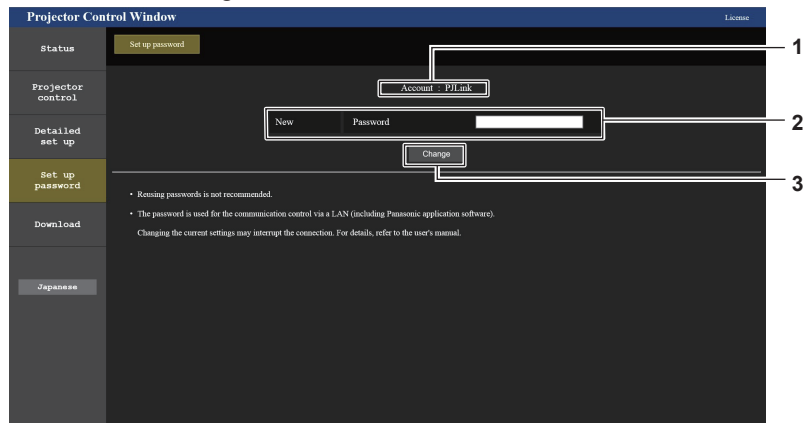 Projector Control Window
License
Status
Set up password
1
Projector
control
Account : PJLink
New Password
2
Detailed
set up
Change
3
Set up
password
• Reusing passwords is not recommended.
• The password is used for the communication control via a LAN (including Panasonic application software).
Changing the current settings may interrupt the connection. For details, refer to the user's manual.
Download
Japanese